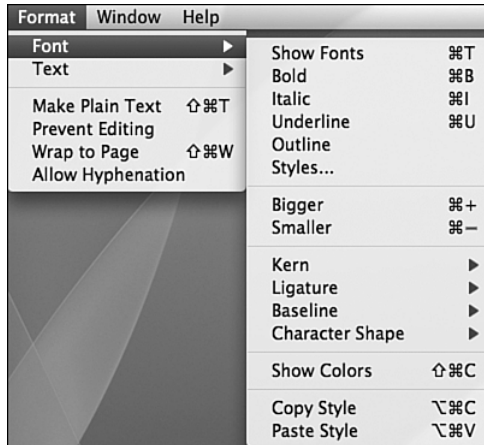 Format Window Help
Font ▶
Text ▶
Make Plain Text ⇧⌘T
Prevent Editing
Wrap to Page ⇧⌘W
Allow Hyphenation
Show Fonts ⌘T
Bold ⌘B
Italic ⌘I
Underline ⌘U
Outline
Styles...
Bigger ⌘+
Smaller ⌘−
Kern ▶
Ligature ▶
Baseline ▶
Character Shape ▶
Show Colors ⇧⌘C
Copy Style ⌥⌘C
Paste Style ⌥⌘V